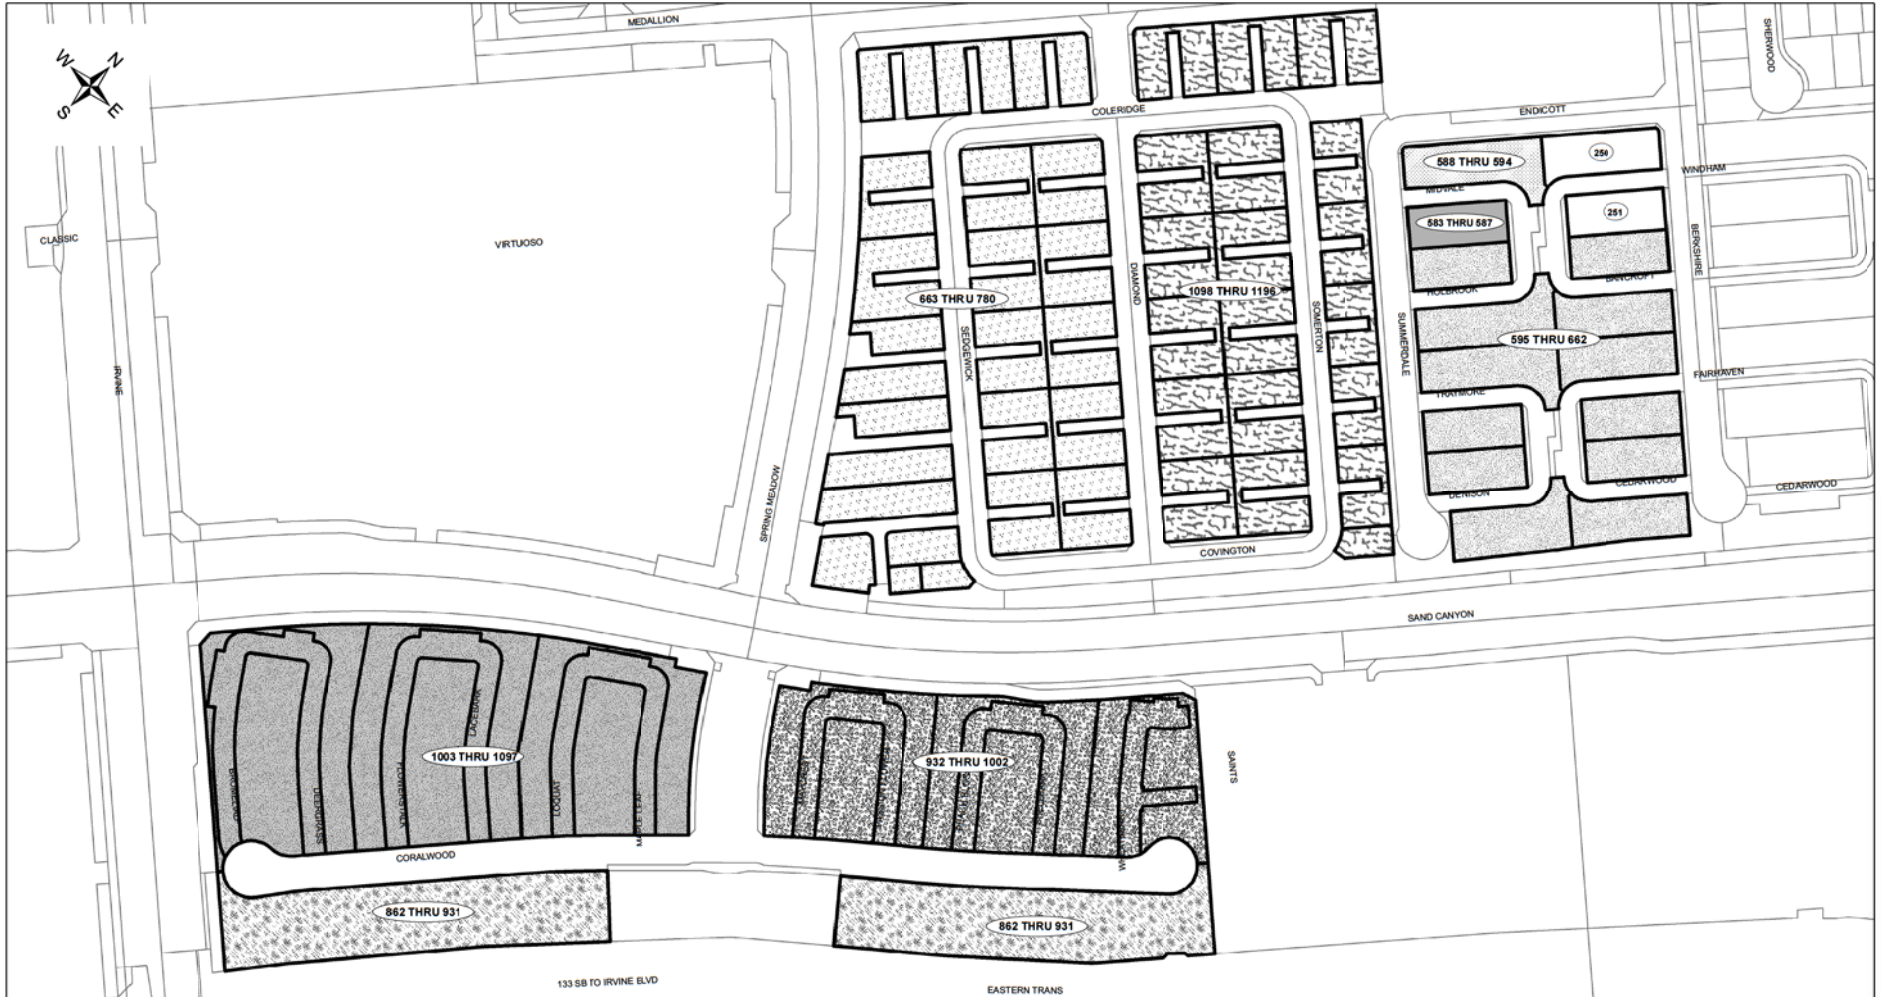 MEDALLION
SHERWOOD
W
N
S
E
COLERIDGE
ENDICOTT
588 THRU 594
250
WINDHAM
MIDVALE
583 THRU 587
251
CLASSIC
VIRTUOSO
BERKSHIRE
DIAMOND
BANCROFT
HOLBROOK
663 THRU 780
1098 THRU 1196
SOMERTON
SEDGEWICK
SUMMERDALE
595 THRU 662
IRVINE
FAIRHAVEN
TRAYMORE
SPRING MEADOW
DENISON
CEDARWOOD
CEDARWOOD
COVINGTON
SAND CANYON
LACEBARK
1003 THRU 1097
932 THRU 1002
SAINTS
DEERGRASS
LOQUAT
MAPLE LEAF
CORALWOOD
862 THRU 931
862 THRU 931
133 SB TO IRVINE BLVD
EASTERN TRANS